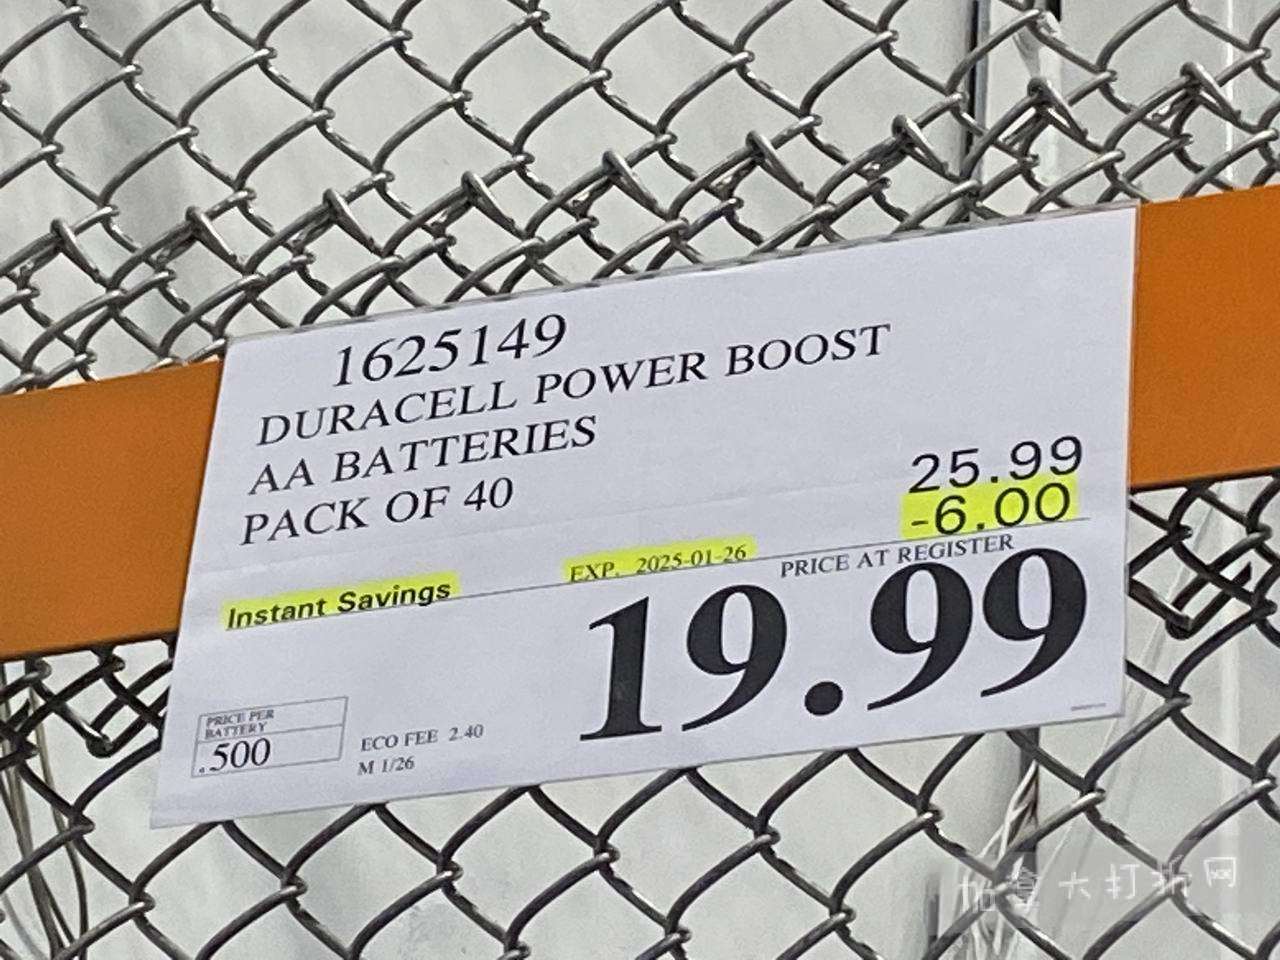 1625149
DURACELL POWER BOOST
AA BATTERIES
PACK OF 40
25.99
-6.00
Instant Savings
EXP. 2025-01-26
PRICE AT REGISTER
19.99
PRICE PER
BATTERY
.500
ECO FEE 2.40
M 1/26
加拿大打折网